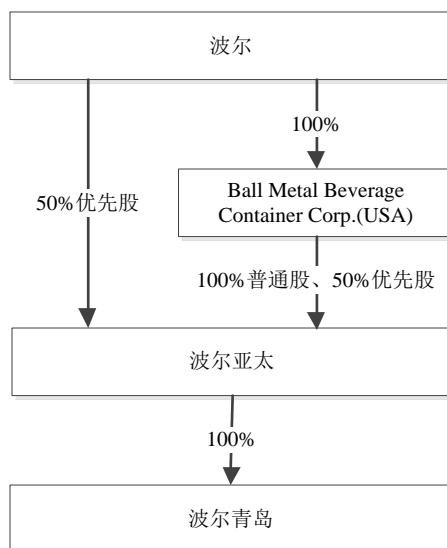 波尔
100%
Ball Metal Beverage
Container Corp.(USA)
50%优先股
100%普通股、50%优先股
波尔亚太
100%
波尔青岛